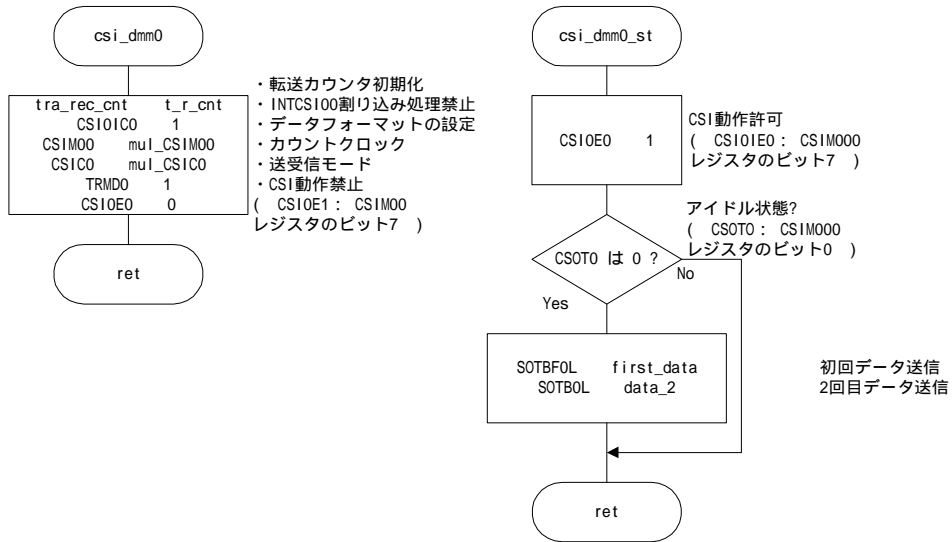 csi_dmm0
tra_rec_cnt t_r_cnt
CSI0IC0 1
CSIM00 mul_CSIM00
CSIC0 mul_CSIC0
TRMD0 1
CSIOE0 0
・転送カウンタ初期化
・INTCSI00割り込み処理禁止
・データフォーマットの設定
・カウントクロック
・送受信モード
・CSI動作禁止
( CSIOE1 : CSIM00
レジスタのビット7 )
ret
csi_dmm0_st
CSIOE0 1
CSI動作許可
( CSI0IE0 : CSIM000
レジスタのビット7 )
アイドル状態?
( CSOT0 : CSIM000
レジスタのビット0 )
CSOT0 は 0 ?
No
Yes
SOTBF0L first_data
SOTB0L data_2
初回データ送信
2回目データ送信
ret